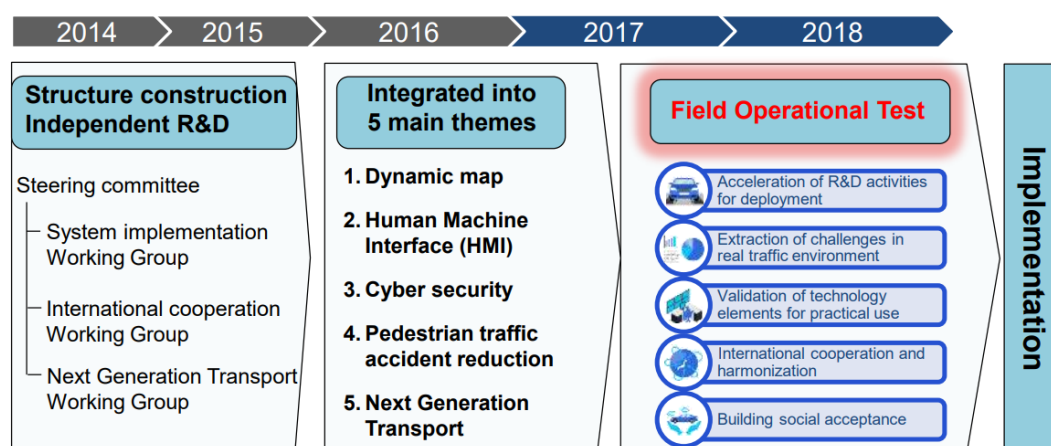 2014
2015
2016
2017
2018
Structure construction
Independent R&D
Steering committee
System implementation
Working Group
International cooperation
Working Group
Next Generation Transport
Working Group
Integrated into
5 main themes
1. Dynamic map
2. Human Machine
Interface (HMI)
3. Cyber security
4. Pedestrian traffic
accident reduction
5. Next Generation
Transport
Field Operational Test
Acceleration of R&D activities
for deployment
Extraction of challenges in
real traffic environment
Validation of technology
elements for practical use
International cooperation and
harmonization
Building social acceptance
Implementation